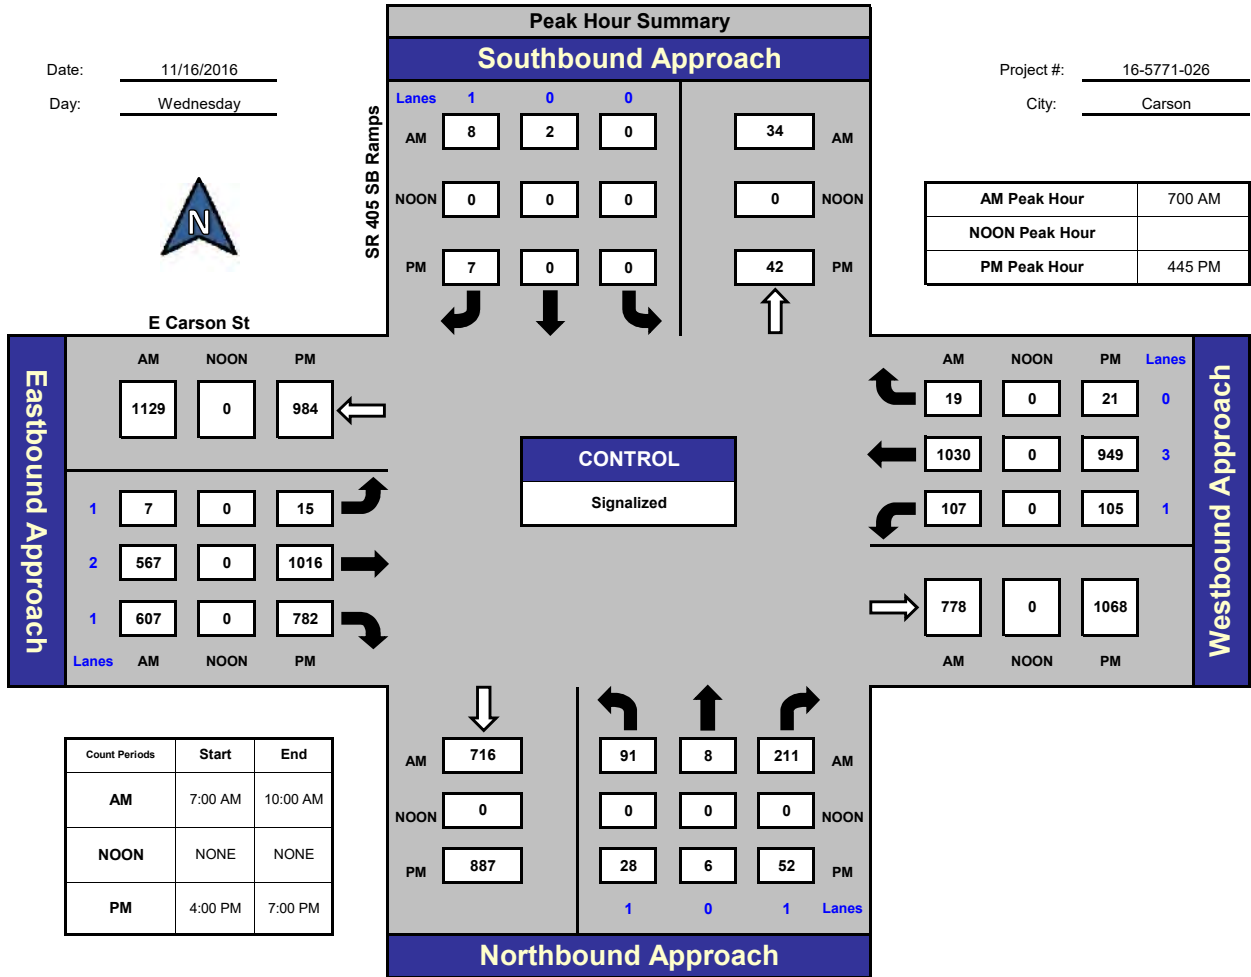 Peak Hour Summary
Southbound Approach
Date: 11/16/2016
Day: Wednesday
Project #: 16-5771-026
City: Carson
N
SR 405 SB Ramps
Lanes 1 0 0
AM 8 2 0 34 AM
NOON 0 0 0 0 NOON
PM 7 0 0 42 PM
AM Peak Hour 700 AM
NOON Peak Hour
PM Peak Hour 445 PM
E Carson St
Eastbound Approach
AM NOON PM
1129 0 984
1 7 0 15
2 567 0 1016
1 607 0 782
Lanes AM NOON PM
CONTROL
Signalized
AM NOON PM Lanes
19 0 21 0
1030 0 949 3
107 0 105 1
778 0 1068
AM NOON PM
Westbound Approach
Count Periods Start End
AM 7:00 AM 10:00 AM
NOON NONE NONE
PM 4:00 PM 7:00 PM
AM 716 91 8 211 AM
NOON 0 0 0 0 NOON
PM 887 28 6 52 PM
1 0 1 Lanes
Northbound Approach